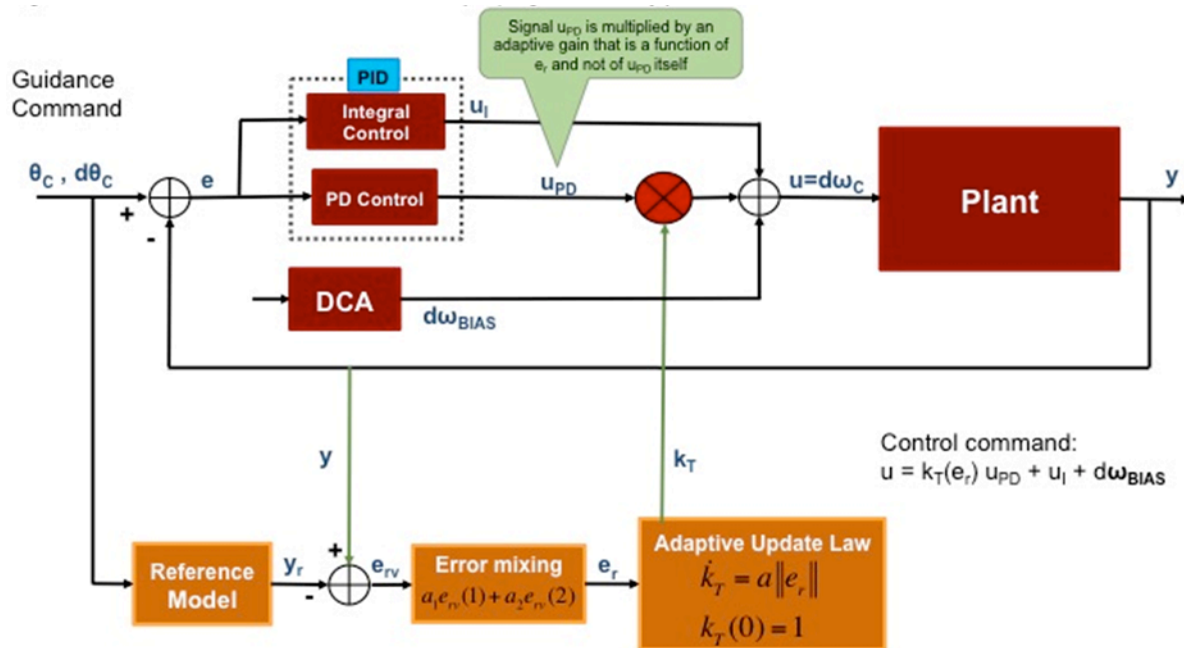 Signal uPD is multiplied by an
adaptive gain that is a function of
er and not of uPD itself
Guidance
Command
PID
Integral
Control
uI
θC , dθC
e
PD Control
uPD
u=dωC
Plant
y
+
-
DCA
dωBIAS
y
kT
Control command:
u = kT(er) uPD + uI + dωBIAS
Reference
Model
yr
+
-
erv
Error mixing
a1erv(1)+a2erv(2)
er
Adaptive Update Law
k̇T = a||er||
kT(0) = 1